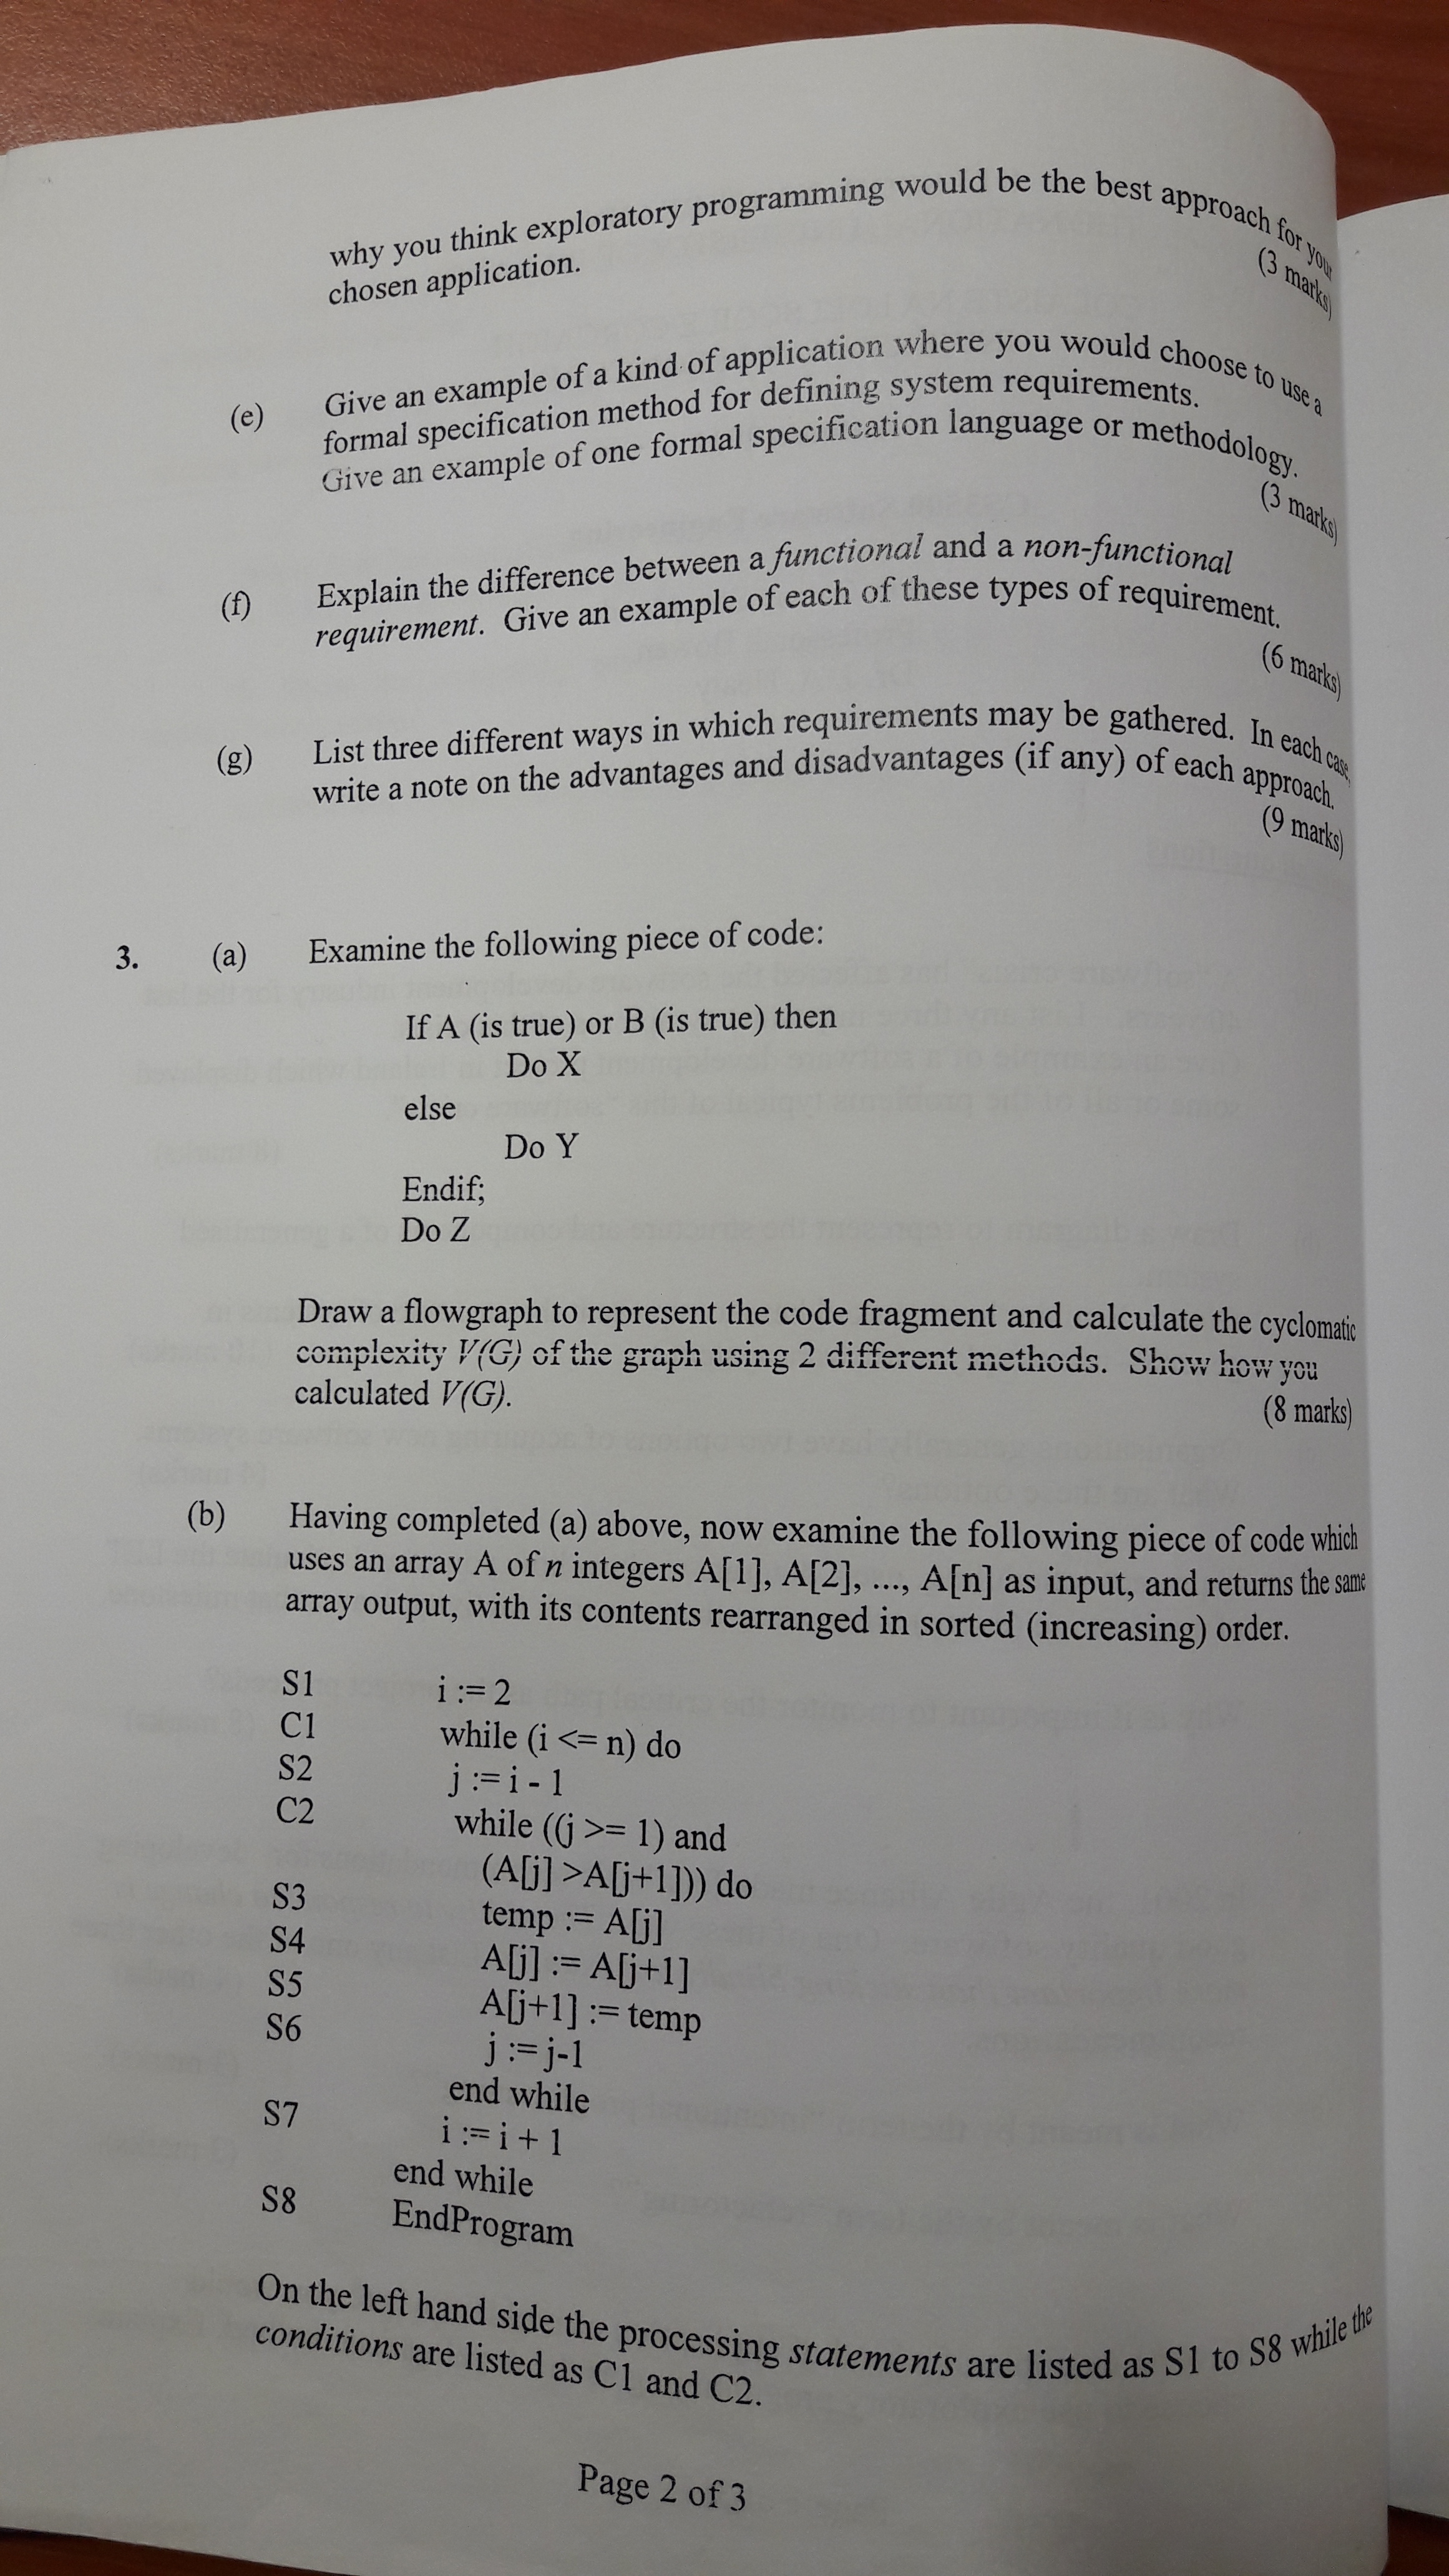 why you think exploratory programming would be the best approach for your
chosen application.
(3 marks)
(e) Give an example of a kind of application where you would choose to use a
formal specification method for defining system requirements.
Give an example of one formal specification language or methodology.
(3 marks)
(f) Explain the difference between a functional and a non-functional
requirement. Give an example of each of these types of requirement.
(6 marks)
(g) List three different ways in which requirements may be gathered. In each case,
write a note on the advantages and disadvantages (if any) of each approach.
(9 marks)
3. (a) Examine the following piece of code:
If A (is true) or B (is true) then
Do X
else
Do Y
Endif;
Do Z
Draw a flowgraph to represent the code fragment and calculate the cyclomatic
complexity V(G) of the graph using 2 different methods. Show how you
calculated V(G).
(8 marks)
(b) Having completed (a) above, now examine the following piece of code which
uses an array A of n integers A[1], A[2], ..., A[n] as input, and returns the same
array output, with its contents rearranged in sorted (increasing) order.
S1 i := 2
C1 while (i <= n) do
S2 j := i - 1
C2 while ((j >= 1) and
(A[j] >A[j+1])) do
S3 temp := A[j]
S4 A[j] := A[j+1]
S5 A[j+1] := temp
S6 j := j-1
end while
S7 i := i + 1
end while
S8 EndProgram
On the left hand side the processing statements are listed as S1 to S8 while the
conditions are listed as C1 and C2.
Page 2 of 3